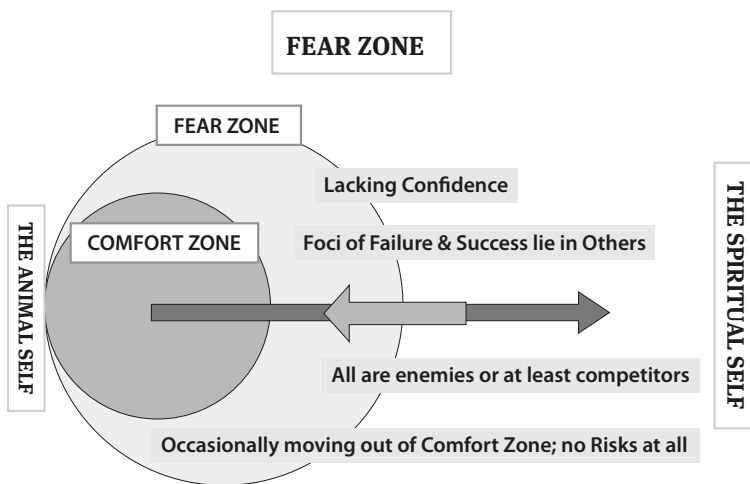 FEAR ZONE
FEAR ZONE
Lacking Confidence
COMFORT ZONE
Foci of Failure & Success lie in Others
THE ANIMAL SELF
THE SPIRITUAL SELF
All are enemies or at least competitors
Occasionally moving out of Comfort Zone; no Risks at all